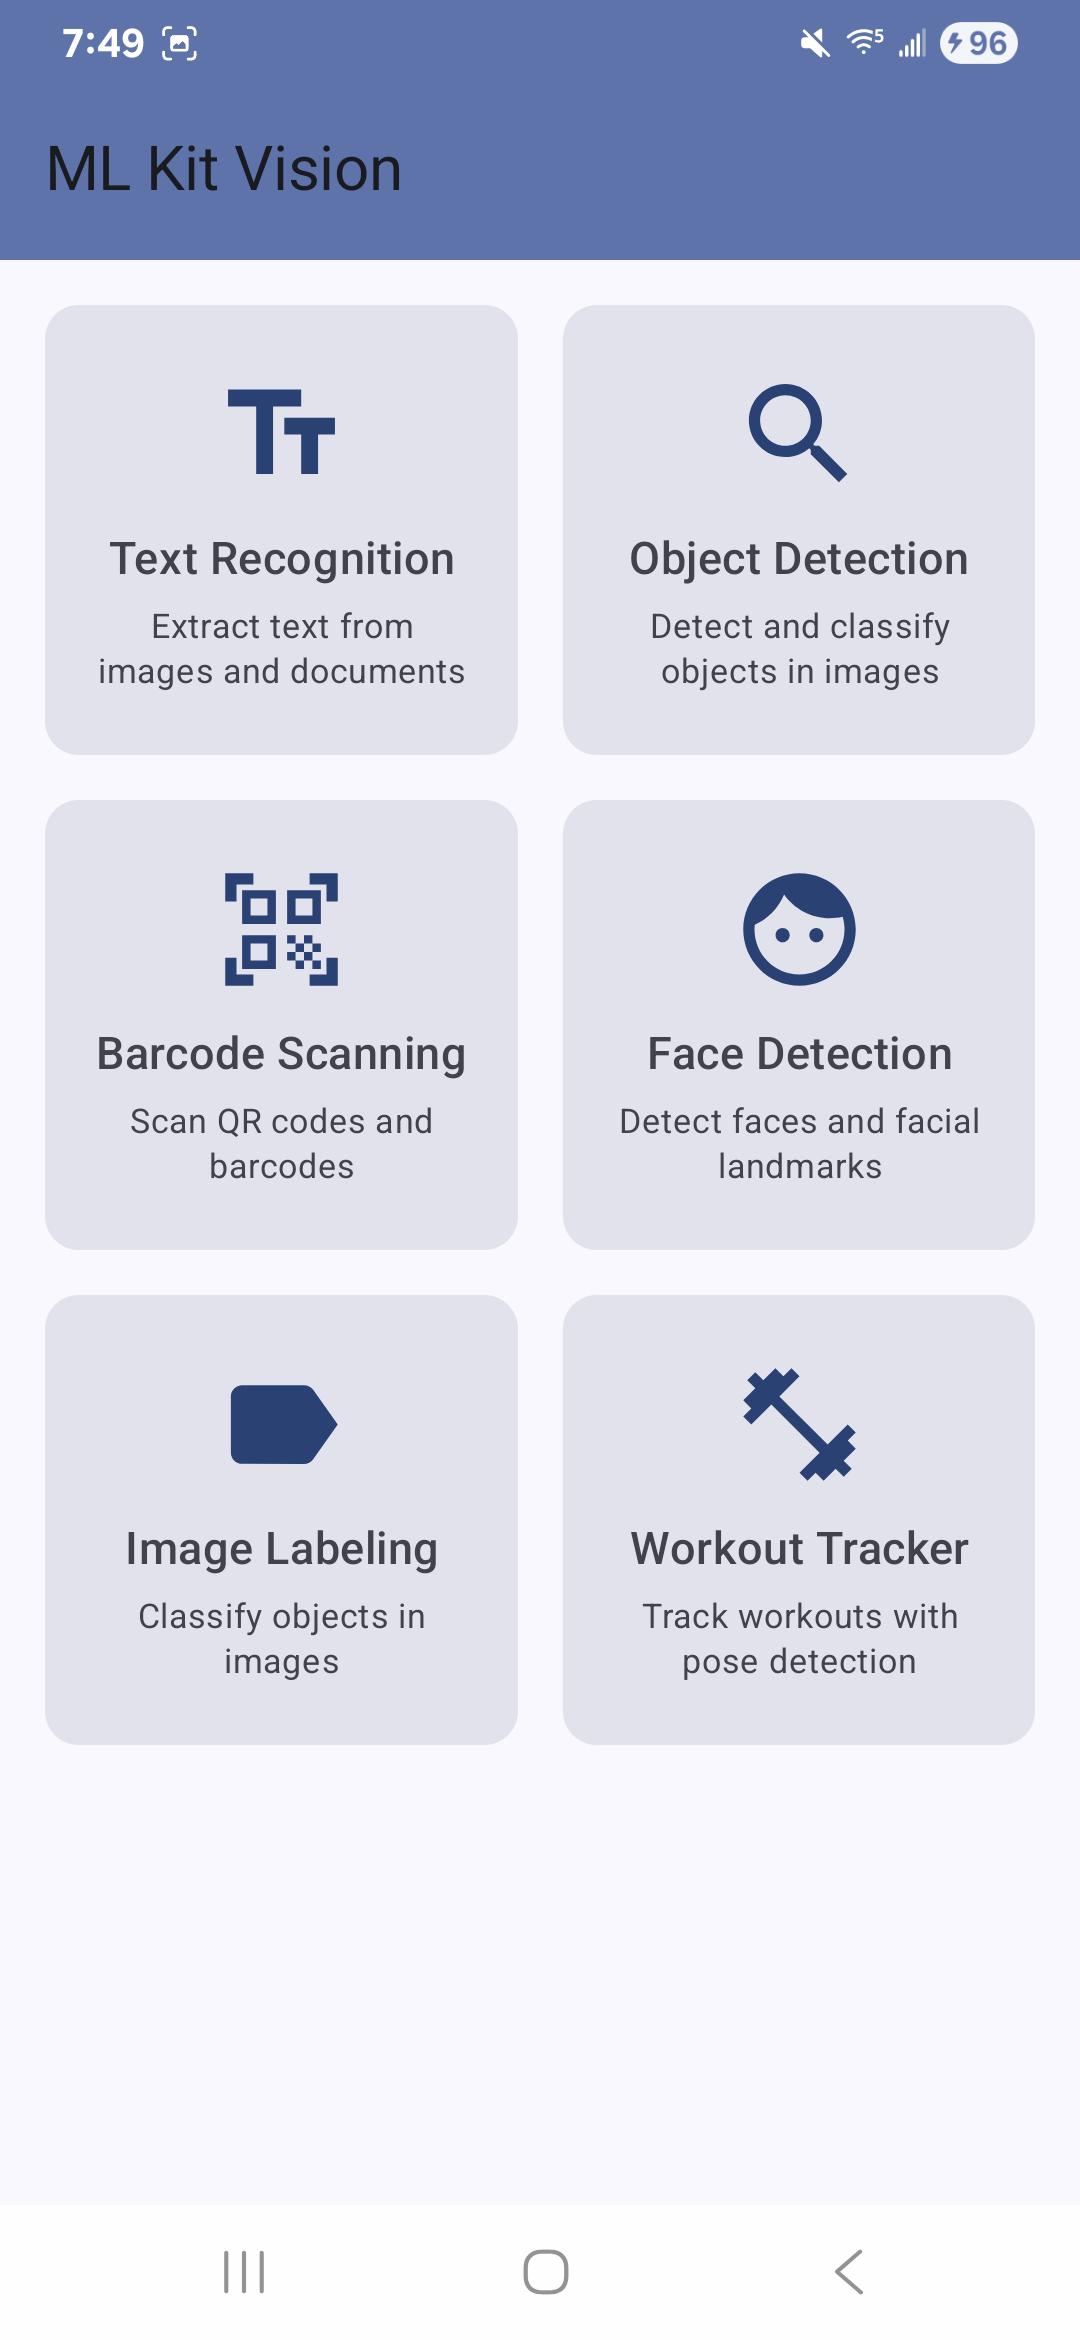 7:49
5
96
ML Kit Vision
Text Recognition
Extract text from
images and documents
Object Detection
Detect and classify
objects in images
Barcode Scanning
Scan QR codes and
barcodes
Face Detection
Detect faces and facial
landmarks
Image Labeling
Classify objects in
images
Workout Tracker
Track workouts with
pose detection